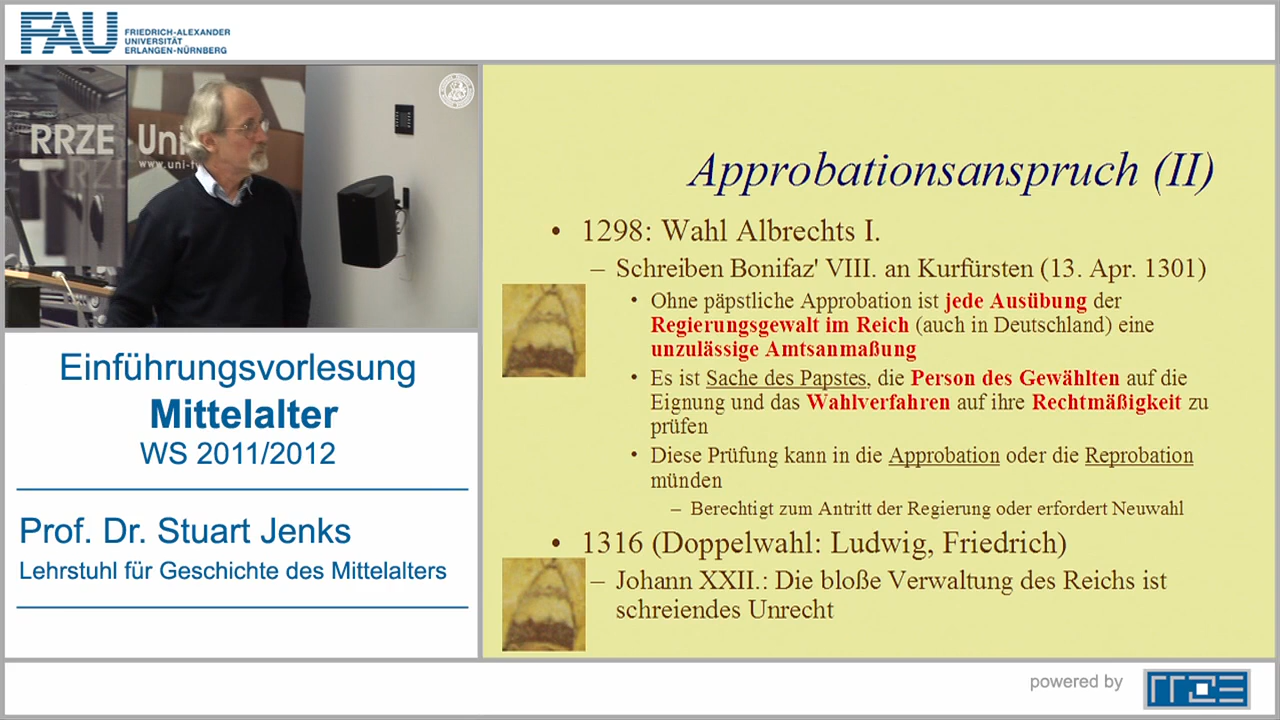 FAU
FRIEDRICH-ALEXANDER
UNIVERSITÄT
ERLANGEN-NÜRNBERG
RRZE
Uni-
www.uni-
Einführungsvorlesung
Mittelalter
WS 2011/2012
Prof. Dr. Stuart Jenks
Lehrstuhl für Geschichte des Mittelalters
Approbationsanspruch (II)
• 1298: Wahl Albrechts I.
– Schreiben Bonifaz' VIII. an Kurfürsten (13. Apr. 1301)
• Ohne päpstliche Approbation ist jede Ausübung der
Regierungsgewalt im Reich (auch in Deutschland) eine
unzulässige Amtsanmaßung
• Es ist Sache des Papstes, die Person des Gewählten auf die
Eignung und das Wahlverfahren auf ihre Rechtmäßigkeit zu
prüfen
• Diese Prüfung kann in die Approbation oder die Reprobation
münden
– Berechtigt zum Antritt der Regierung oder erfordert Neuwahl
• 1316 (Doppelwahl: Ludwig, Friedrich)
– Johann XXII.: Die bloße Verwaltung des Reichs ist
schreiendes Unrecht
powered by
rrze